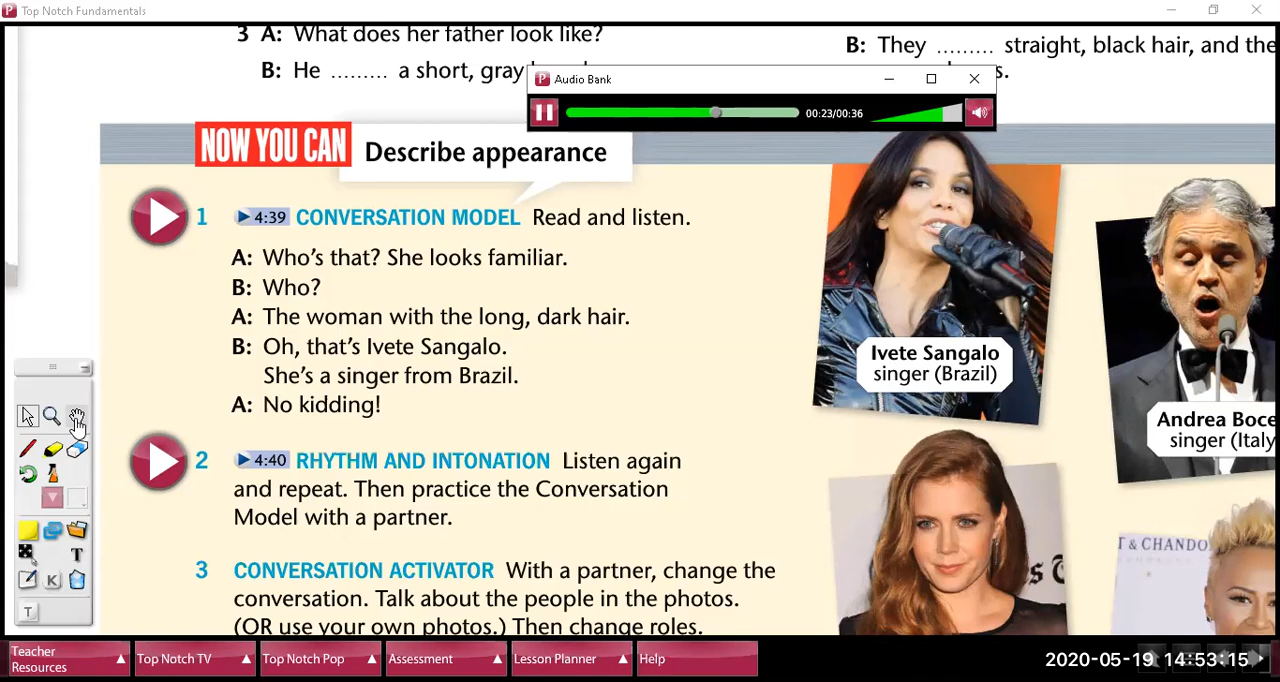 Top Notch Fundamentals
3 A: What does her father look like?
B: He ......... a short, gray
B: They ......... straight, black hair, and the
s.
Audio Bank
00:23/00:36
NOW YOU CAN Describe appearance
1 4:39 CONVERSATION MODEL Read and listen.
A: Who's that? She looks familiar.
B: Who?
A: The woman with the long, dark hair.
B: Oh, that's Ivete Sangalo.
She's a singer from Brazil.
A: No kidding!
Ivete Sangalo
singer (Brazil)
Andrea Boce
singer (Italy
2 4:40 RHYTHM AND INTONATION Listen again
and repeat. Then practice the Conversation
Model with a partner.
3 CONVERSATION ACTIVATOR With a partner, change the
conversation. Talk about the people in the photos.
(OR use your own photos.) Then change roles.
T & CHANDO
's T
T
K
T
Teacher
Resources
Top Notch TV
Top Notch Pop
Assessment
Lesson Planner
Help
2020-05-19 14:53:15